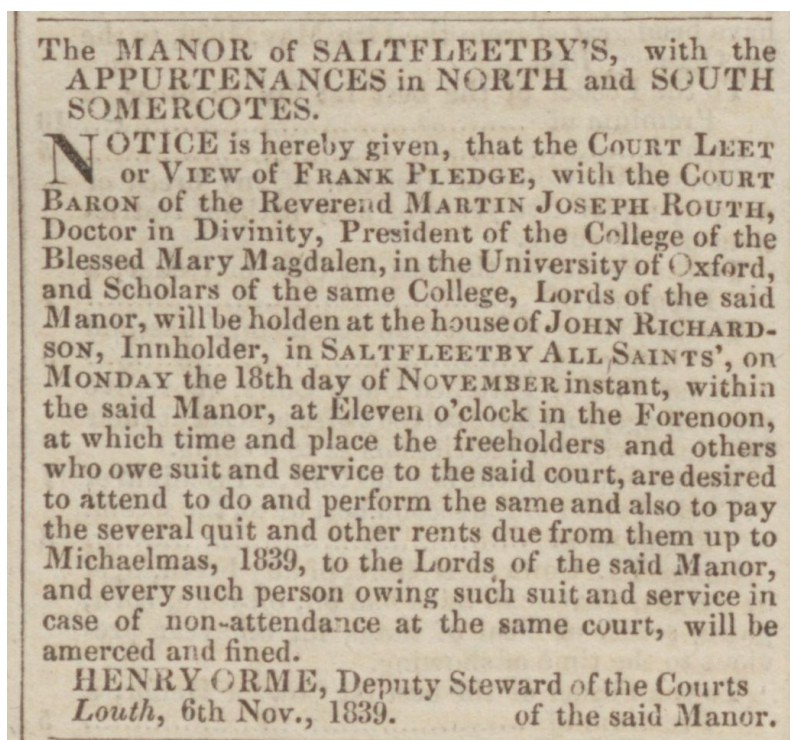 The MANOR of SALTFLEETBY'S, with the
APPURTENANCES in NORTH and SOUTH
SOMERCOTES.
NOTICE is hereby given, that the COURT LEET
or VIEW of FRANK PLEDGE, with the COURT
BARON of the Reverend MARTIN JOSEPH ROUTH,
Doctor in Divinity, President of the College of the
Blessed Mary Magdalen, in the University of Oxford,
and Scholars of the same College, Lords of the said
Manor, will be holden at the house of JOHN RICHARD-
SON, Innholder, in SALTFLEETBY ALL SAINTS', on
MONDAY the 18th day of NOVEMBER instant, within
the said Manor, at Eleven o'clock in the Forenoon,
at which time and place the freeholders and others
who owe suit and service to the said court, are desired
to attend to do and perform the same and also to pay
the several quit and other rents due from them up to
Michaelmas, 1839, to the Lords of the said Manor,
and every such person owing such suit and service in
case of non-attendance at the same court, will be
amerced and fined.
HENRY ORME, Deputy Steward of the Courts
Louth, 6th Nov., 1839. of the said Manor.